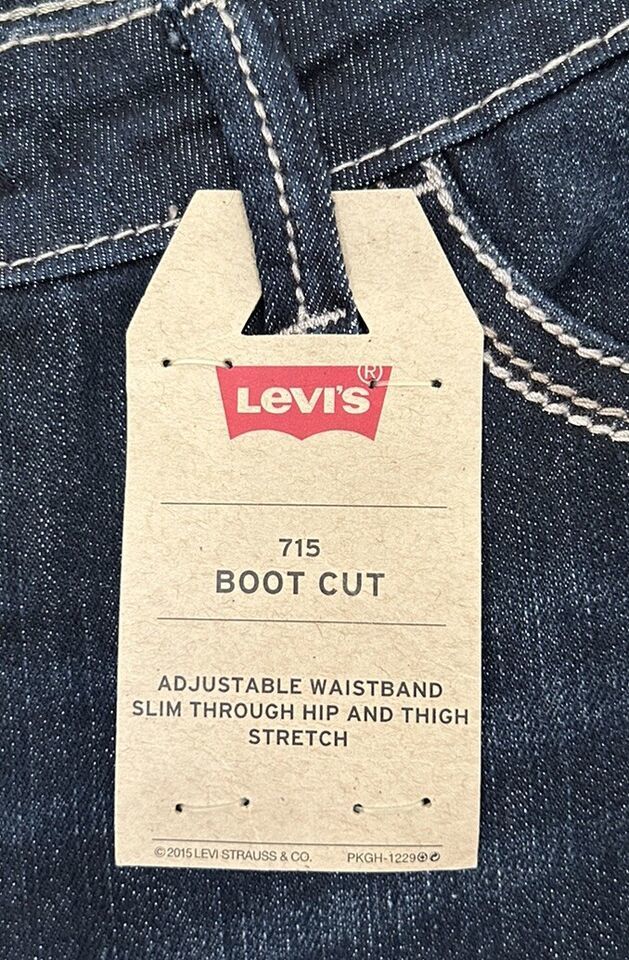 LEVI'S ®
715
BOOT CUT
ADJUSTABLE WAISTBAND
SLIM THROUGH HIP AND THIGH
STRETCH
© 2015 LEVI STRAUSS & CO. PKGH-1229